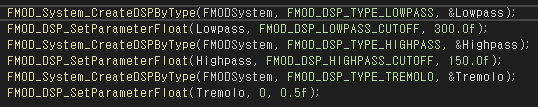 FMOD_System_CreateDSPByType(FMODSystem, FMOD_DSP_TYPE_LOWPASS, &Lowpass);
FMOD_DSP_SetParameterFloat(Lowpass, FMOD_DSP_LOWPASS_CUTOFF, 300.0f);
FMOD_System_CreateDSPByType(FMODSystem, FMOD_DSP_TYPE_HIGHPASS, &Highpass);
FMOD_DSP_SetParameterFloat(Highpass, FMOD_DSP_HIGHPASS_CUTOFF, 150.0f);
FMOD_System_CreateDSPByType(FMODSystem, FMOD_DSP_TYPE_TREMOLO, &Tremolo);
FMOD_DSP_SetParameterFloat(Tremolo, 0, 0.5f);